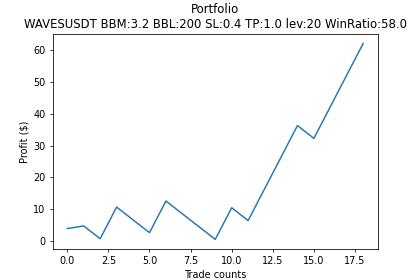 Portfolio
WAVESUSDT BBM:3.2 BBL:200 SL:0.4 TP:1.0 lev:20 WinRatio:58.0
60
50
40
30
20
10
0
Profit ($)
0.0 2.5 5.0 7.5 10.0 12.5 15.0 17.5
Trade counts